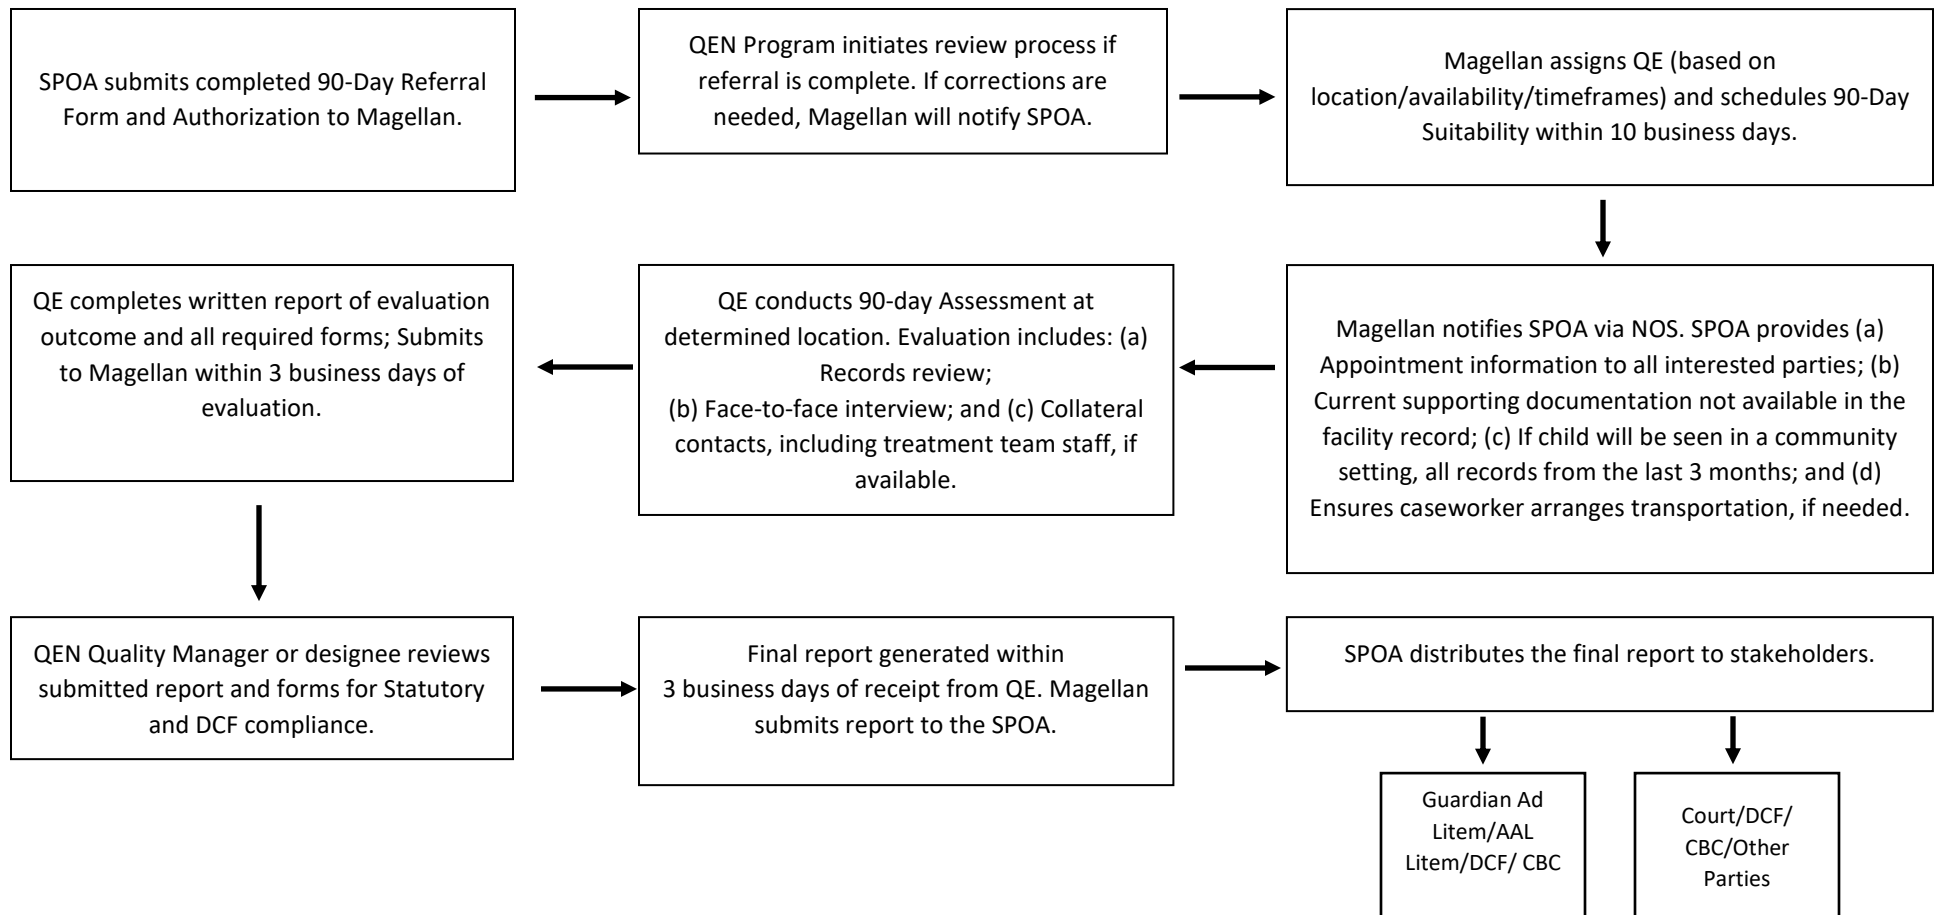 SPOA submits completed 90-Day Referral
Form and Authorization to Magellan.
QEN Program initiates review process if
referral is complete. If corrections are
needed, Magellan will notify SPOA.
Magellan assigns QE (based on
location/availability/timeframes) and schedules 90-Day
Suitability within 10 business days.
Magellan notifies SPOA via NOS. SPOA provides (a)
Appointment information to all interested parties; (b)
Current supporting documentation not available in the
facility record; (c) If child will be seen in a community
setting, all records from the last 3 months; and (d)
Ensures caseworker arranges transportation, if needed.
QE conducts 90-day Assessment at
determined location. Evaluation includes: (a)
Records review;
(b) Face-to-face interview; and (c) Collateral
contacts, including treatment team staff, if
available.
QE completes written report of evaluation
outcome and all required forms; Submits
to Magellan within 3 business days of
evaluation.
QEN Quality Manager or designee reviews
submitted report and forms for Statutory
and DCF compliance.
Final report generated within
3 business days of receipt from QE. Magellan
submits report to the SPOA.
SPOA distributes the final report to stakeholders.
Guardian Ad
Litem/AAL
Litem/DCF/ CBC
Court/DCF/
CBC/Other
Parties